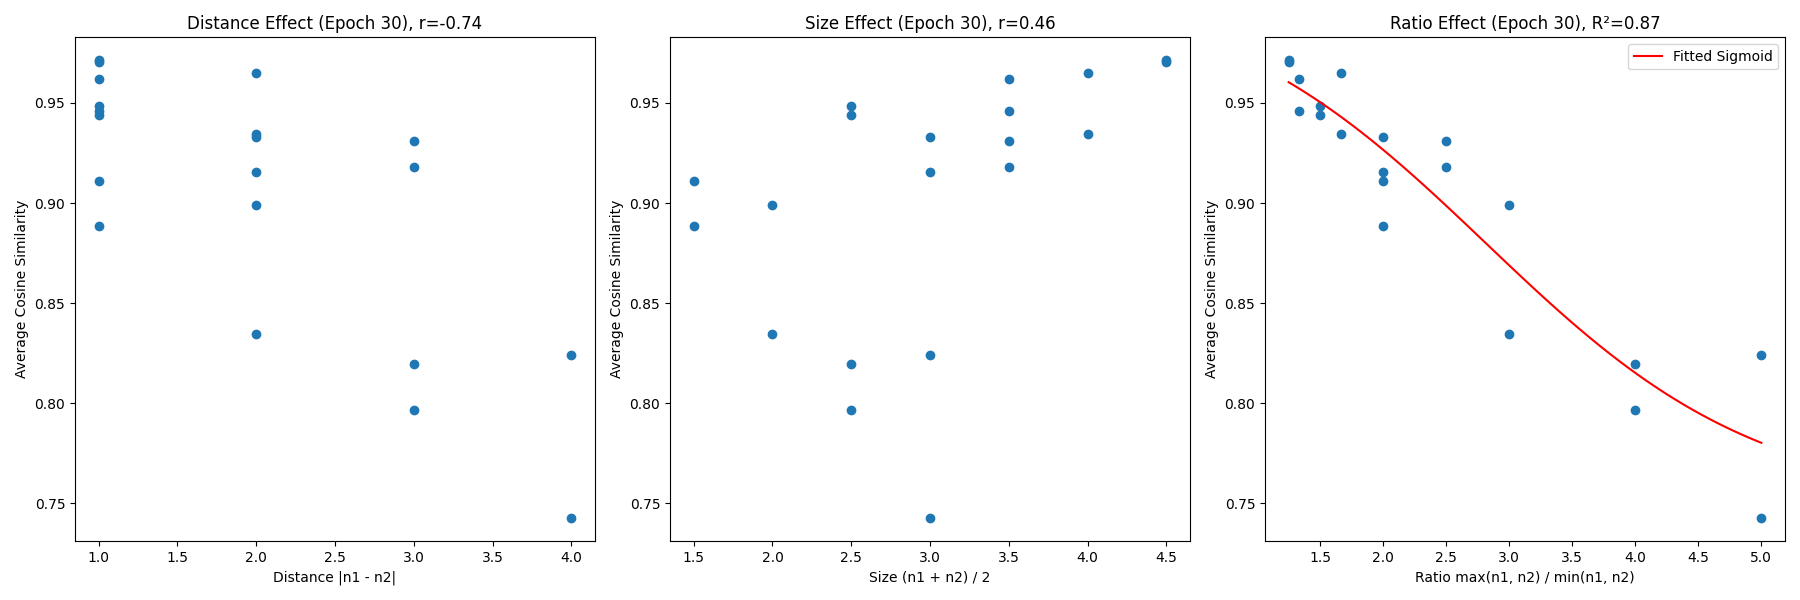 Distance Effect (Epoch 30), r=-0.74
Average Cosine Similarity
0.95
0.90
0.85
0.80
0.75
1.0 1.5 2.0 2.5 3.0 3.5 4.0
Distance |n1 - n2|
Size Effect (Epoch 30), r=0.46
Average Cosine Similarity
0.95
0.90
0.85
0.80
0.75
1.5 2.0 2.5 3.0 3.5 4.0 4.5
Size (n1 + n2) / 2
Ratio Effect (Epoch 30), R²=0.87
Fitted Sigmoid
Average Cosine Similarity
0.95
0.90
0.85
0.80
0.75
1.5 2.0 2.5 3.0 3.5 4.0 4.5 5.0
Ratio max(n1, n2) / min(n1, n2)